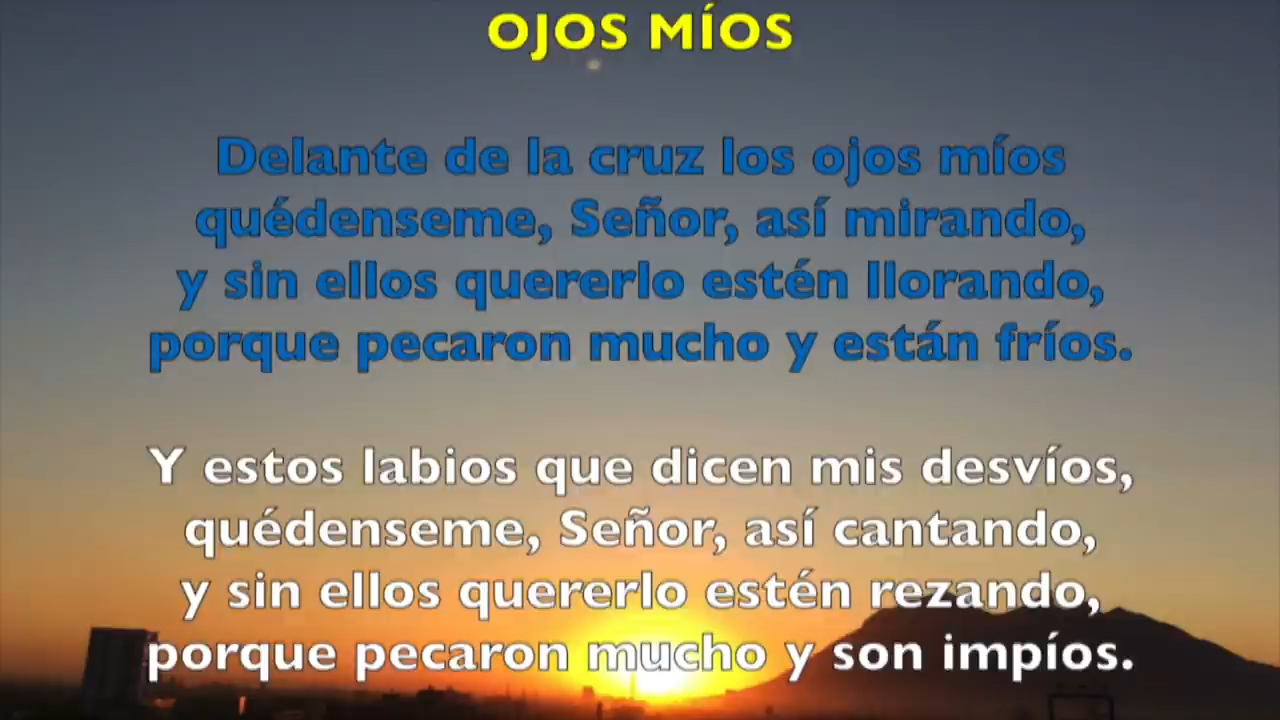 OJOS MÍOS
Delante de la cruz los ojos míos
quédenseme, Señor, así mirando,
y sin ellos quererlo estén llorando,
porque pecaron mucho y están fríos.
Y estos labios que dicen mis desvíos,
quédenseme, Señor, así cantando,
y sin ellos quererlo estén rezando,
porque pecaron mucho y son impíos.